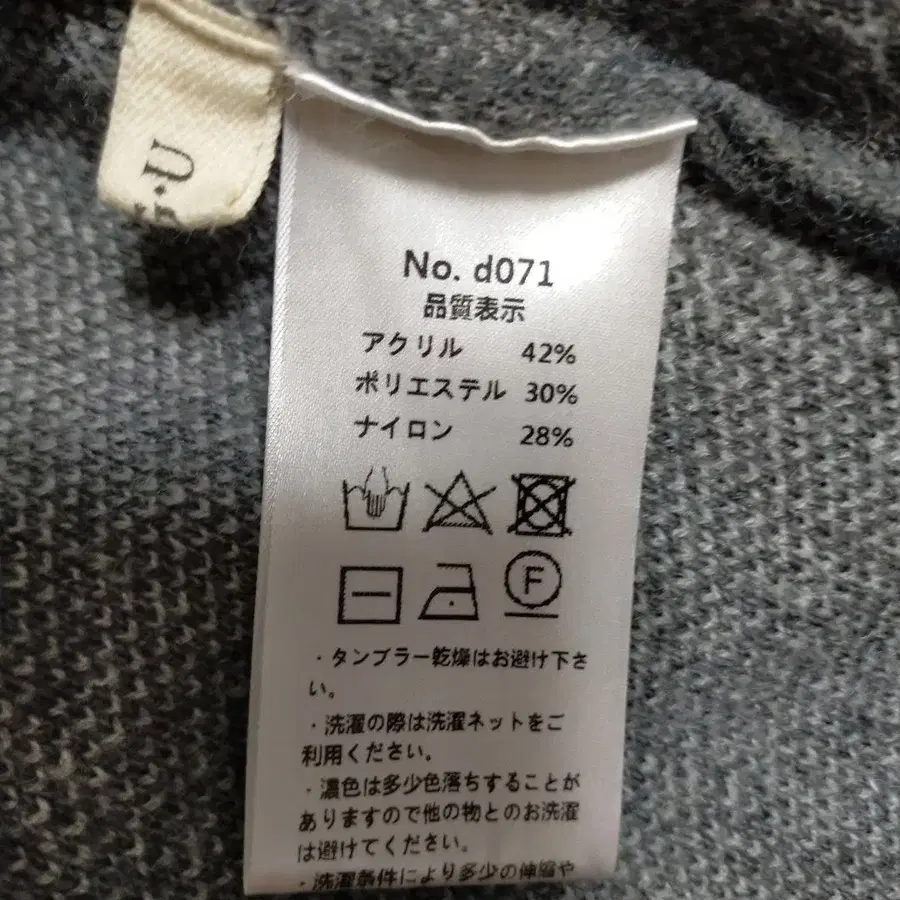 ·U
No. d071
品質表示
アクリル 42%
ポリエステル 30%
ナイロン 28%
F
・タンブラー乾燥はお避け下さ
い。
・洗濯の際は洗濯ネットをご
利用ください。
・濃色は多少色落ちすることが
ありますので他の物とのお洗濯
は避けてください。
・洗濯条件により多少の伸縮や